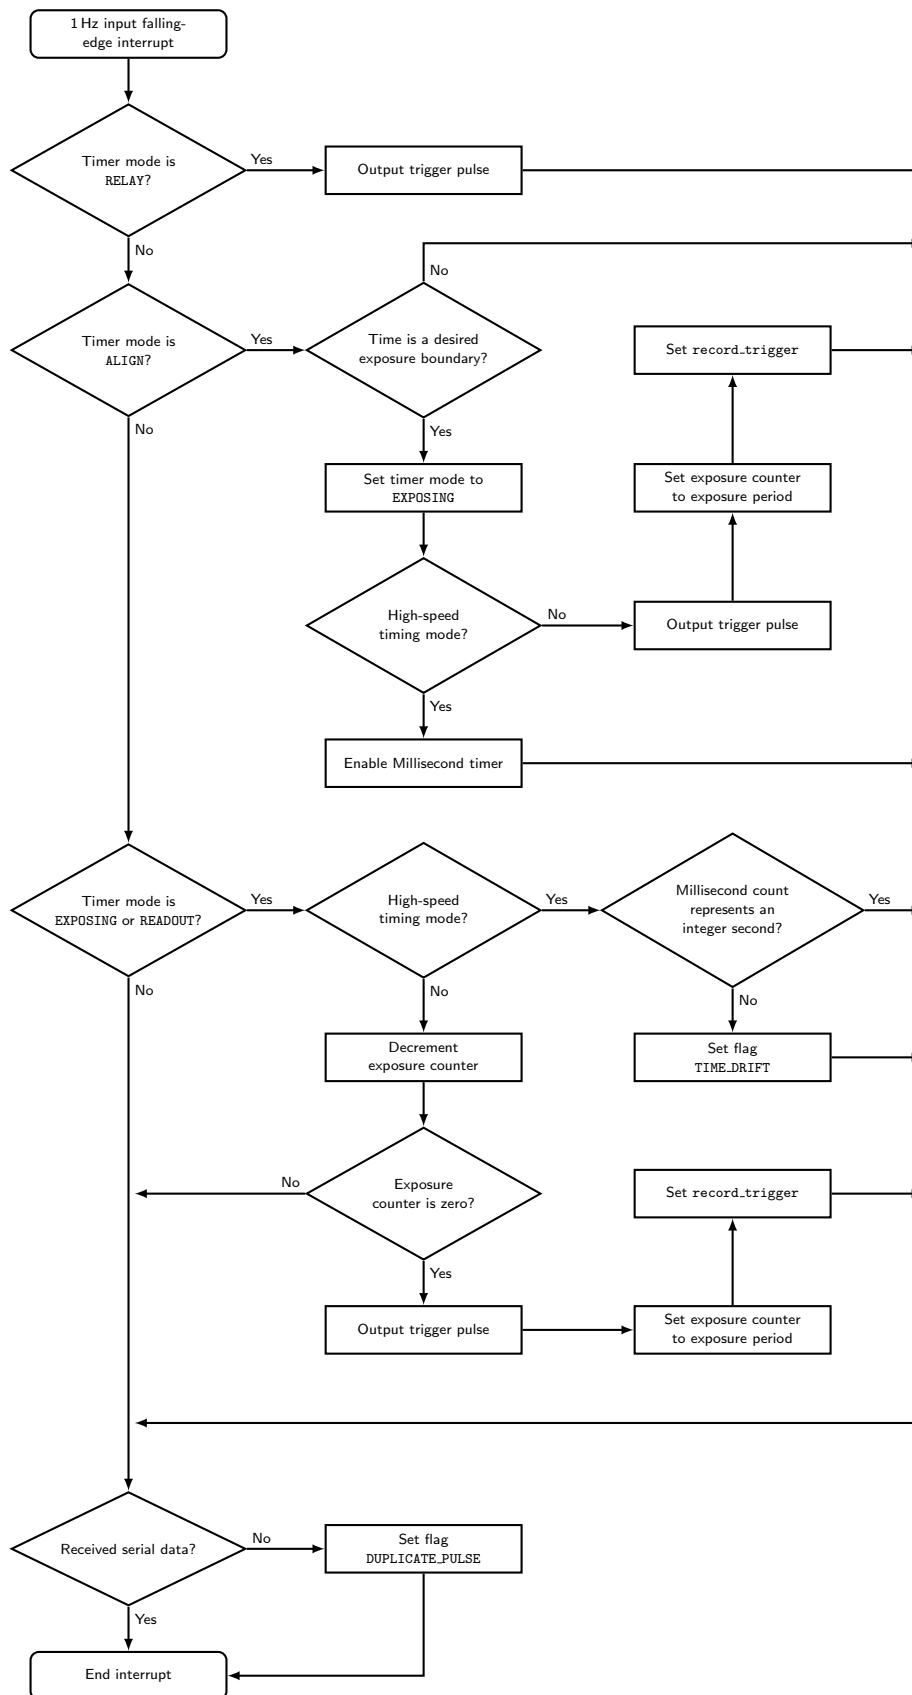 1 Hz input falling-
edge interrupt
Timer mode is
RELAY?
Yes
Output trigger pulse
No
No
Timer mode is
ALIGN?
Yes
Time is a desired
exposure boundary?
Set record_trigger
No
Yes
Set timer mode to
EXPOSING
Set exposure counter
to exposure period
High-speed
timing mode?
No
Output trigger pulse
Yes
Enable Millisecond timer
Timer mode is
EXPOSING or READOUT?
Yes
High-speed
timing mode?
Yes
Millisecond count
represents an
integer second?
Yes
No
No
No
Decrement
exposure counter
Set flag
TIME_DRIFT
No
Exposure
counter is zero?
Set record_trigger
Yes
Output trigger pulse
Set exposure counter
to exposure period
Received serial data?
No
Set flag
DUPLICATE_PULSE
Yes
End interrupt